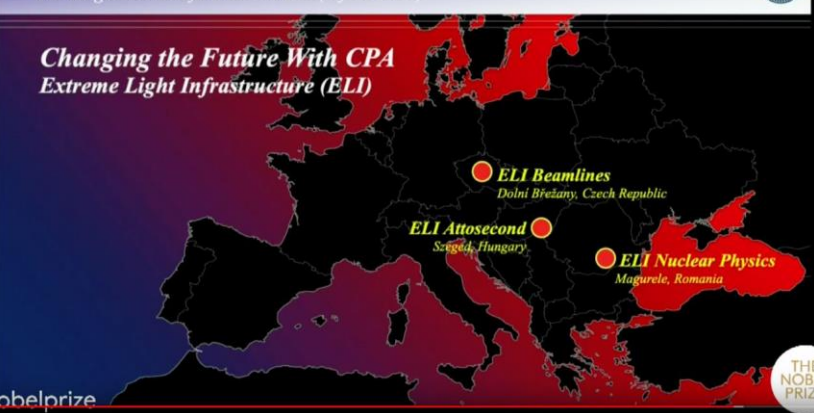 Changing the Future With CPA
Extreme Light Infrastructure (ELI)
ELI Beamlines
Dolní Břežany, Czech Republic
ELI Attosecond
Szeged, Hungary
ELI Nuclear Physics
Magurele, Romania
obelprize
THE
NOB
PRIZ